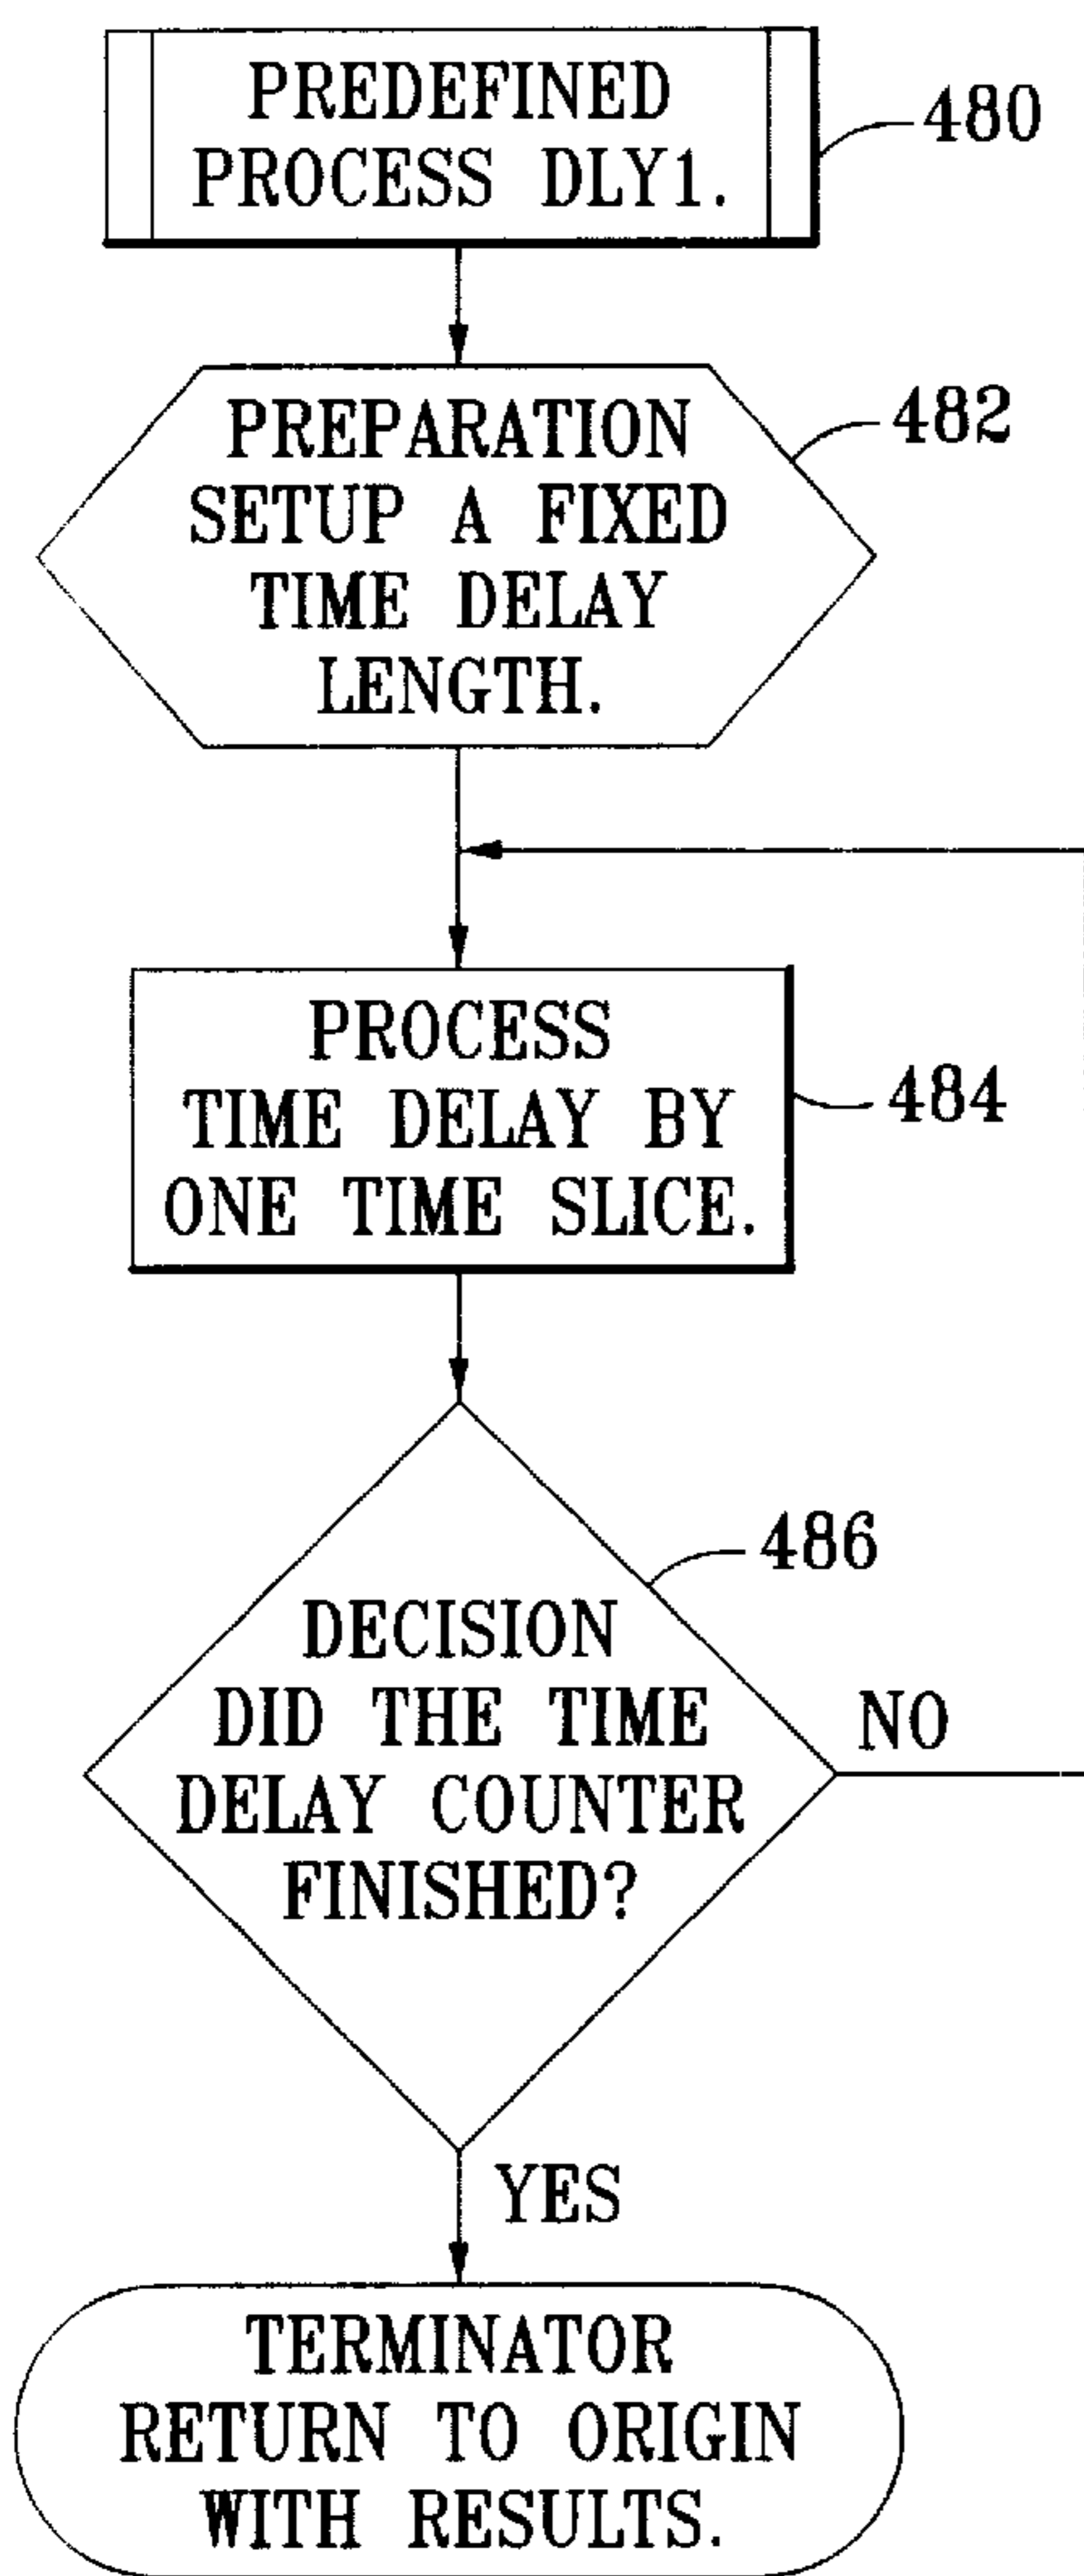 PREDEFINED
PROCESS DLY1.
480
PREPARATION
SETUP A FIXED
TIME DELAY
LENGTH.
482
PROCESS
TIME DELAY BY
ONE TIME SLICE.
484
486
DECISION
DID THE TIME
DELAY COUNTER
FINISHED?
NO
YES
TERMINATOR
RETURN TO ORIGIN
WITH RESULTS.